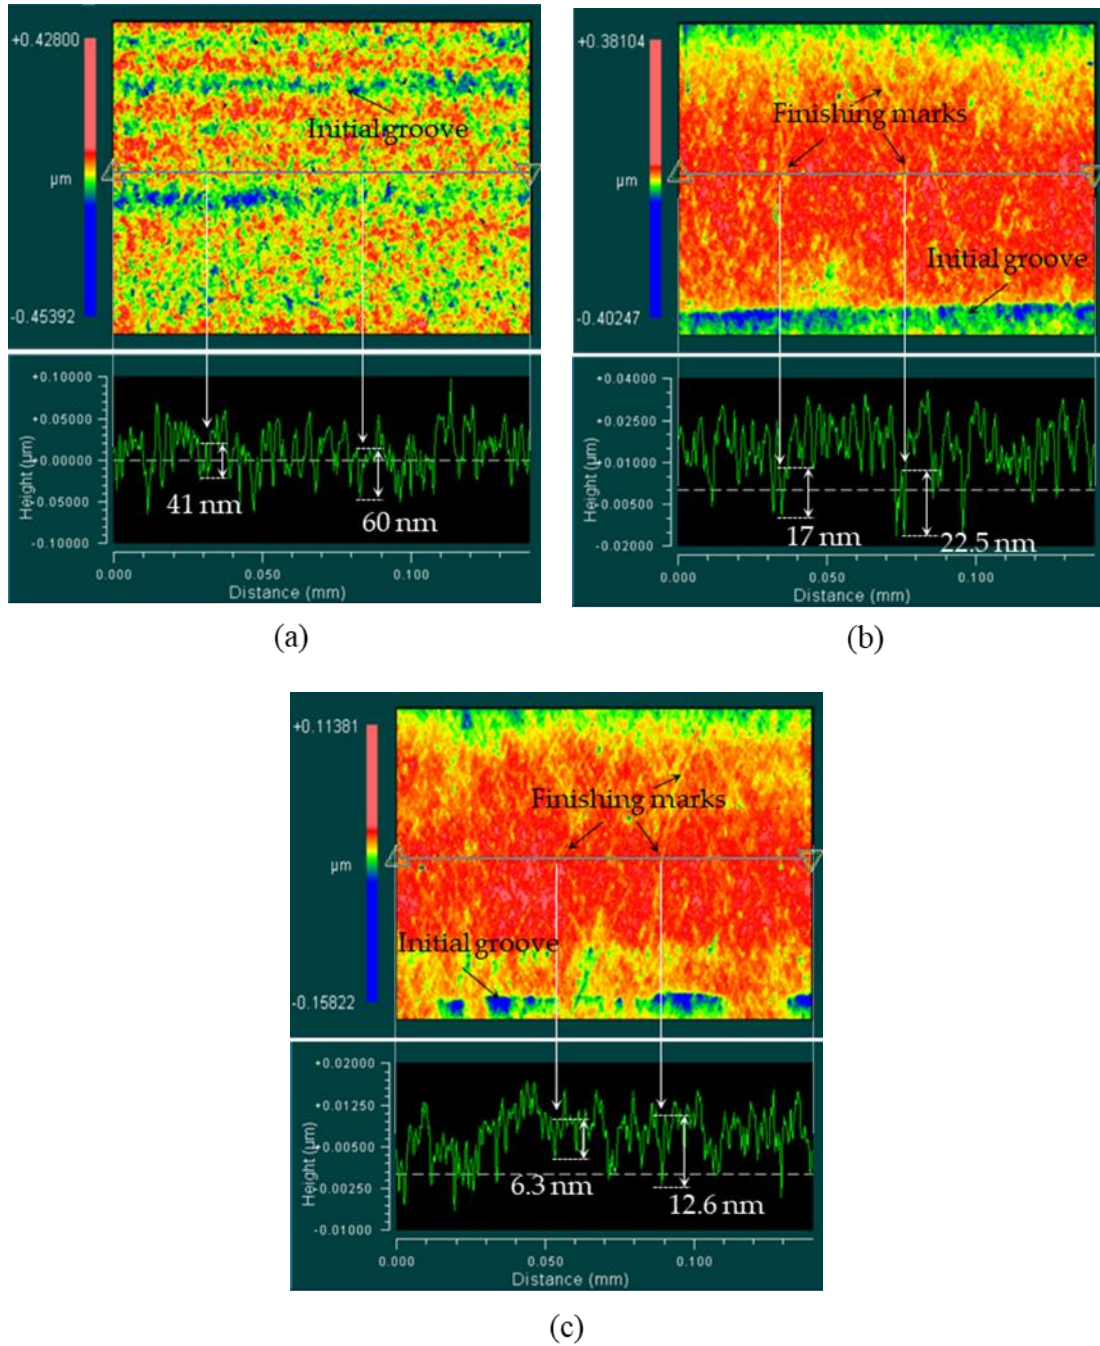 +0.42800
μm
-0.45392
Initial groove
+0.10000
+0.05000
+0.00000
-0.05000
-0.10000
Height (μm)
41 nm
60 nm
0.000
0.050
0.100
Distance (mm)
(a)
+0.38104
μm
-0.40247
Finishing marks
Initial groove
+0.04000
+0.02500
+0.01000
-0.00500
-0.02000
Height (μm)
17 nm
22.5 nm
0.000
0.050
0.100
Distance (mm)
(b)
+0.11381
μm
-0.15822
Finishing marks
Initial groove
+0.02000
+0.01250
+0.00500
-0.00250
-0.01000
Height (μm)
6.3 nm
12.6 nm
0.000
0.050
0.100
Distance (mm)
(c)